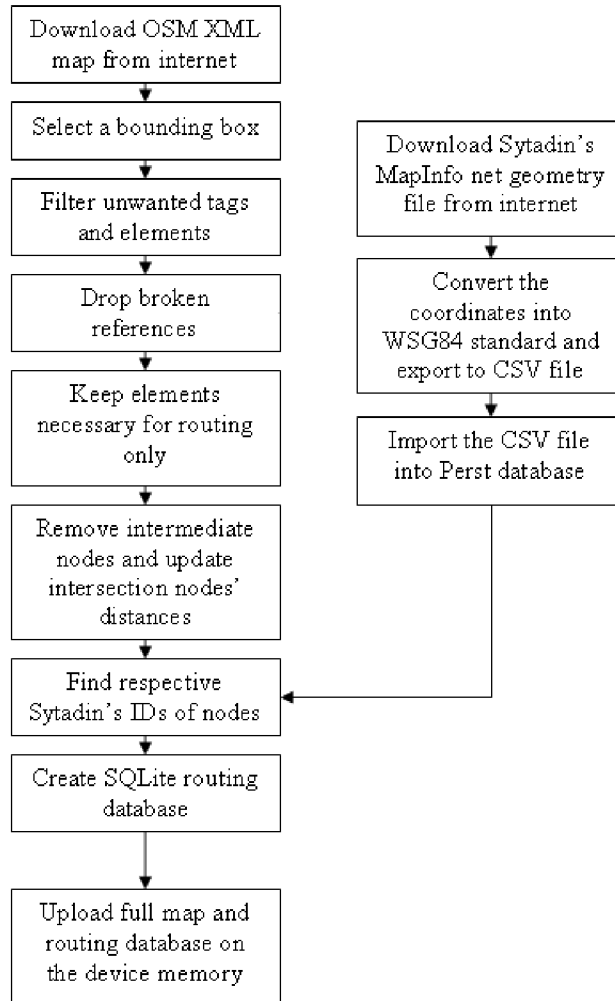 Download OSM XML
map from internet
Select a bounding box
Filter unwanted tags
and elements
Drop broken
references
Keep elements
necessary for routing
only
Remove intermediate
nodes and update
intersection nodes'
distances
Find respective
Sytadin's IDs of nodes
Create SQLite routing
database
Upload full map and
routing database on
the device memory
Download Sytadin's
MapInfo net geometry
file from internet
Convert the
coordinates into
WSG84 standard and
export to CSV file
Import the CSV file
into Perst database